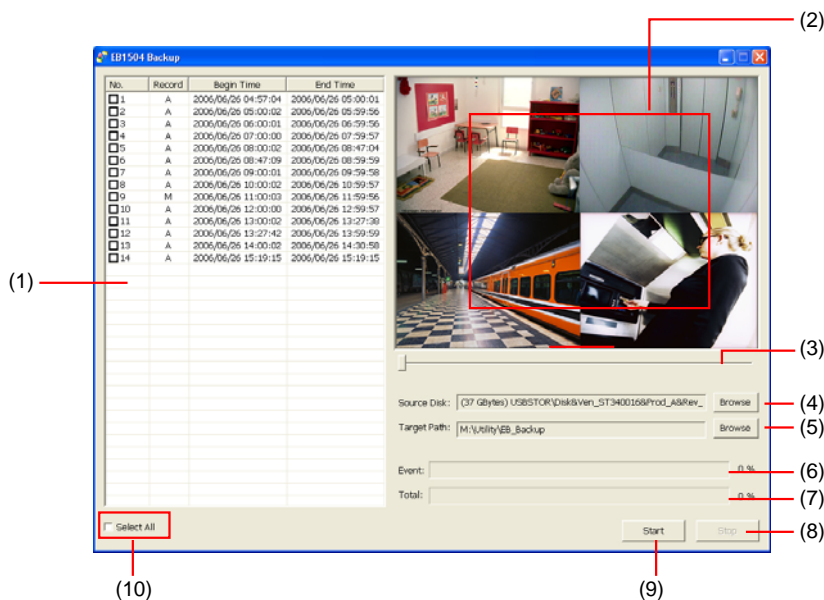 (2)
EB1504 Backup
No. Record Begin Time End Time
1 A 2006/06/26 04:57:04 2006/06/26 05:00:01
2 A 2006/06/26 05:00:02 2006/06/26 05:59:56
3 A 2006/06/26 06:00:01 2006/06/26 06:59:56
4 A 2006/06/26 07:00:00 2006/06/26 07:59:57
5 A 2006/06/26 08:00:02 2006/06/26 08:47:04
6 A 2006/06/26 08:47:09 2006/06/26 08:59:59
7 A 2006/06/26 09:00:01 2006/06/26 09:59:58
8 A 2006/06/26 10:00:02 2006/06/26 10:59:57
9 M 2006/06/26 11:00:03 2006/06/26 11:59:56
10 A 2006/06/26 12:00:00 2006/06/26 12:59:57
11 A 2006/06/26 13:00:02 2006/06/26 13:27:38
12 A 2006/06/26 13:27:42 2006/06/26 13:59:59
13 A 2006/06/26 14:00:02 2006/06/26 14:30:58
14 A 2006/06/26 15:19:15 2006/06/26 15:19:15
(1)
(3)
Source Disk: (37 GBytes) USBSTOR\Disk&Ven_ST340016&Prod_A&Rev_ Browse (4)
Target Path: M:\Utility\EB_Backup Browse (5)
Event: 0 % (6)
Total: 0 % (7)
Select All Start Stop (8)
(10) (9)